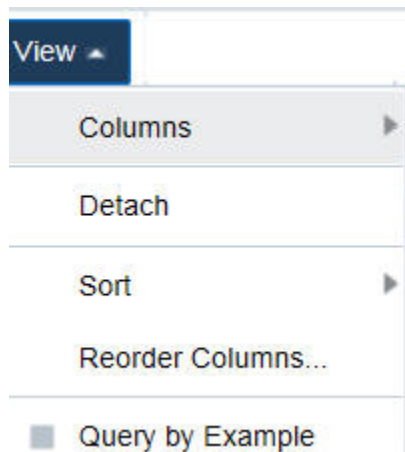 View
Columns
Detach
Sort
Reorder Columns...
Query by Example